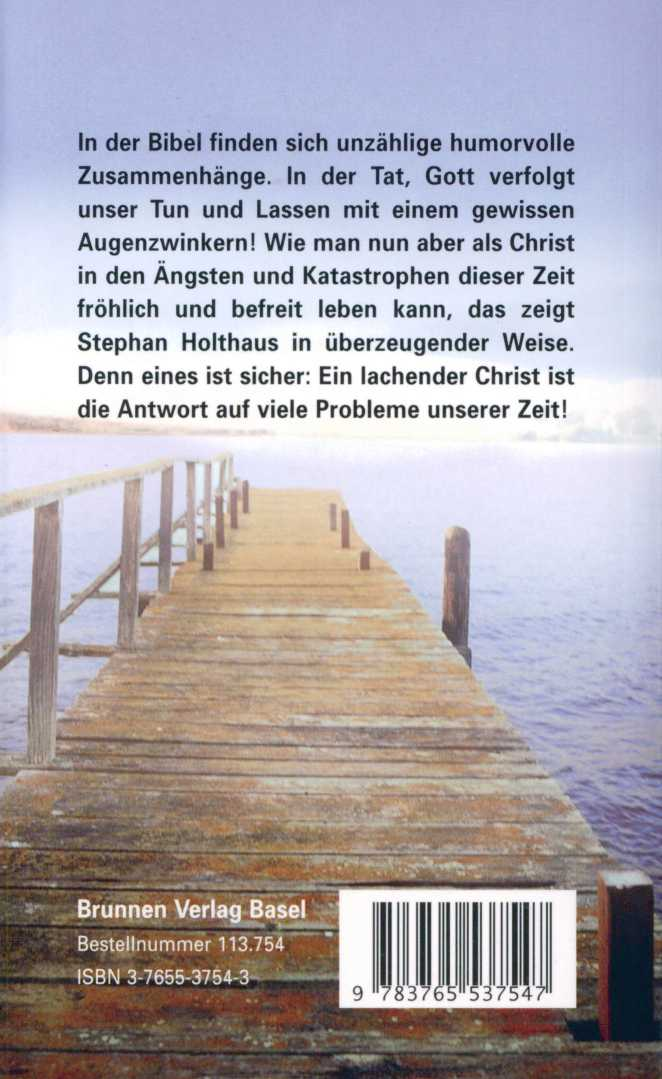 In der Bibel finden sich unzählige humorvolle
Zusammenhänge. In der Tat, Gott verfolgt
unser Tun und Lassen mit einem gewissen
Augenzwinkern! Wie man nun aber als Christ
in den Ängsten und Katastrophen dieser Zeit
fröhlich und befreit leben kann, das zeigt
Stephan Holthaus in überzeugender Weise.
Denn eines ist sicher: Ein lachender Christ ist
die Antwort auf viele Probleme unserer Zeit!
Brunnen Verlag Basel
Bestellnummer 113.754
ISBN 3-7655-3754-3
9 783765 537547